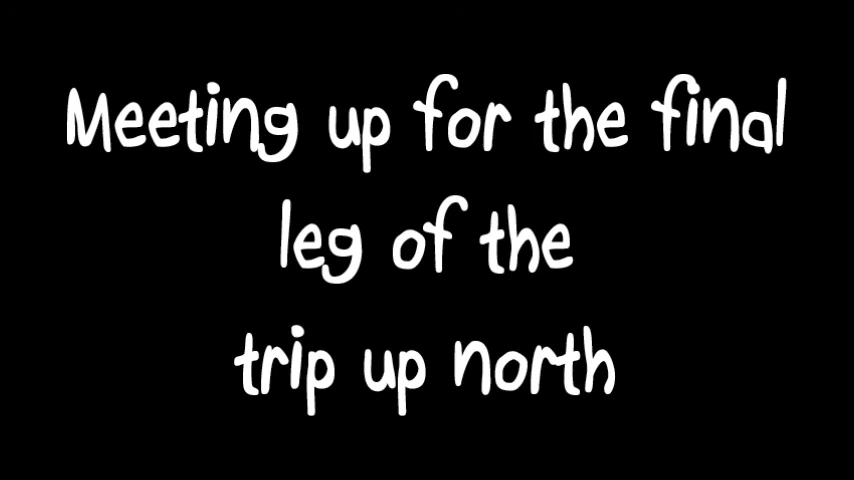 Meeting up for the final
leg of the
trip up north